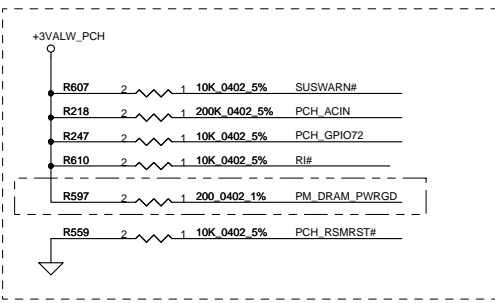 +3VALW_PCH
R607 2 1 10K_0402_5% SUSWARN#
R218 2 1 200K_0402_5% PCH_ACIN
R247 2 1 10K_0402_5% PCH_GPIO72
R610 2 1 10K_0402_5% RI#
R597 2 1 200_0402_1% PM_DRAM_PWRGD
R559 2 1 10K_0402_5% PCH_RSMRST#